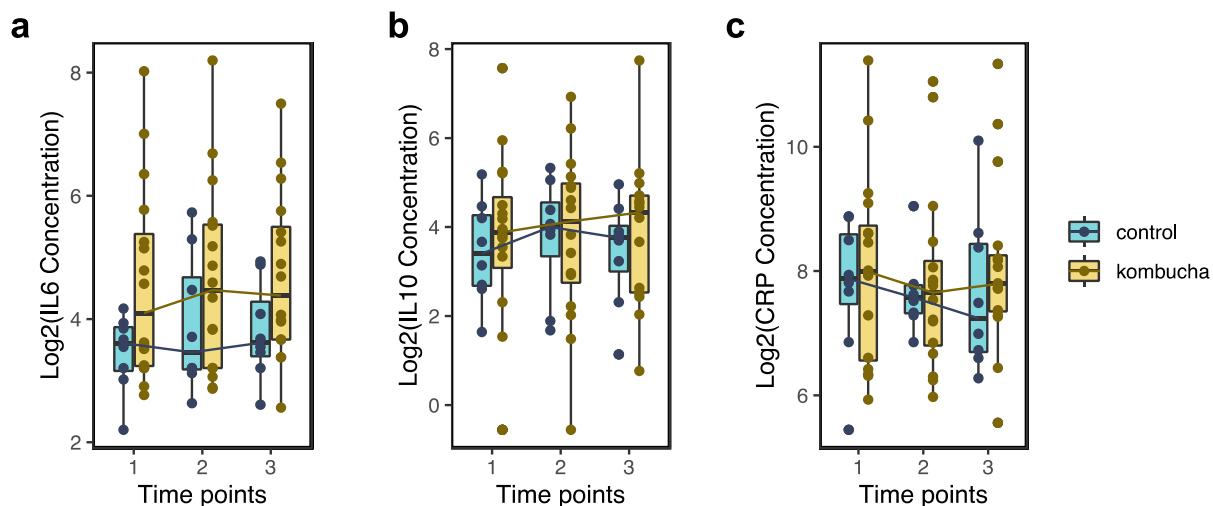 a
b
c
Log2(IL6 Concentration)
8
6
4
2
1
2
3
Time points
Log2(IL10 Concentration)
8
6
4
2
0
1
2
3
Time points
Log2(CRP Concentration)
10
8
6
1
2
3
Time points
control
kombucha